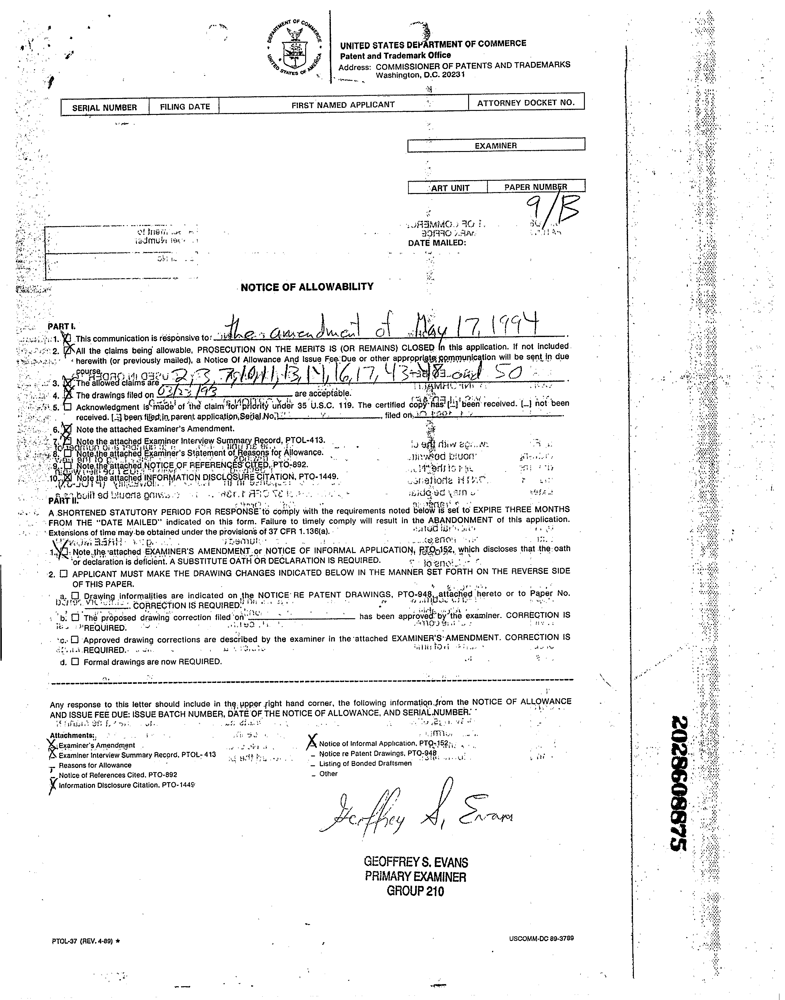 DEPARTMENT OF COMMERCE
UNITED STATES OF AMERICA
UNITED STATES DEPARTMENT OF COMMERCE
Patent and Trademark Office
Address: COMMISSIONER OF PATENTS AND TRADEMARKS
Washington, D.C. 20231
SERIAL NUMBER FILING DATE FIRST NAMED APPLICANT ATTORNEY DOCKET NO.
EXAMINER
ART UNIT PAPER NUMBER
9/B
DATE MAILED:
NOTICE OF ALLOWABILITY
PART I.
1. X This communication is responsive to: the amendment of May 17, 1994
2. X All the claims being allowable, PROSECUTION ON THE MERITS IS (OR REMAINS) CLOSED in this application. If not included
herewith (or previously mailed), a Notice Of Allowance And Issue Fee Due or other appropriate communication will be sent in due
course.
3. X The allowed claims are 2, 3, 7, 11, 13, 14, 16, 17, 43-48 and 50
4. X The drawings filed on 03/23/93 are acceptable.
5. ☐ Acknowledgment is made of the claim for priority under 35 U.S.C. 119. The certified copy has [_] been received. [_] not been
received. [_] been filed in parent application Serial No. filed on
6. X Note the attached Examiner's Amendment.
7. X Note the attached Examiner Interview Summary Record, PTOL-413.
8. ☐ Note the attached Examiner's Statement of Reasons for Allowance.
9. ☐ Note the attached NOTICE OF REFERENCES CITED, PTO-892.
10. X Note the attached INFORMATION DISCLOSURE CITATION, PTO-1449.
PART II.
A SHORTENED STATUTORY PERIOD FOR RESPONSE to comply with the requirements noted below is set to EXPIRE THREE MONTHS
FROM THE "DATE MAILED" indicated on this form. Failure to timely comply will result in the ABANDONMENT of this application.
Extensions of time may be obtained under the provisions of 37 CFR 1.136(a).
1. X Note the attached EXAMINER'S AMENDMENT or NOTICE OF INFORMAL APPLICATION, PTO-152, which discloses that the oath
or declaration is deficient. A SUBSTITUTE OATH OR DECLARATION IS REQUIRED.
2. ☐ APPLICANT MUST MAKE THE DRAWING CHANGES INDICATED BELOW IN THE MANNER SET FORTH ON THE REVERSE SIDE
OF THIS PAPER.
a. ☐ Drawing informalities are indicated on the NOTICE RE PATENT DRAWINGS, PTO-948, attached hereto or to Paper No.
CORRECTION IS REQUIRED.
b. ☐ The proposed drawing correction filed on has been approved by the examiner. CORRECTION IS
REQUIRED.
c. ☐ Approved drawing corrections are described by the examiner in the attached EXAMINER'S AMENDMENT. CORRECTION IS
REQUIRED.
d. ☐ Formal drawings are now REQUIRED.
Any response to this letter should include in the upper right hand corner, the following information from the NOTICE OF ALLOWANCE
AND ISSUE FEE DUE: ISSUE BATCH NUMBER, DATE OF THE NOTICE OF ALLOWANCE, AND SERIAL NUMBER.
Attachments:
X Examiner's Amendment
X Examiner Interview Summary Record, PTOL-413
_ Reasons for Allowance
_ Notice of References Cited, PTO-892
X Information Disclosure Citation, PTO-1449
X Notice of Informal Application, PTO-152
_ Notice re Patent Drawings, PTO-948
_ Listing of Bonded Draftsmen
_ Other
Geoffrey S. Evans
GEOFFREY S. EVANS
PRIMARY EXAMINER
GROUP 210
PTOL-37 (REV. 4-89) ★
USCOMM-DC 89-3789
2028608875